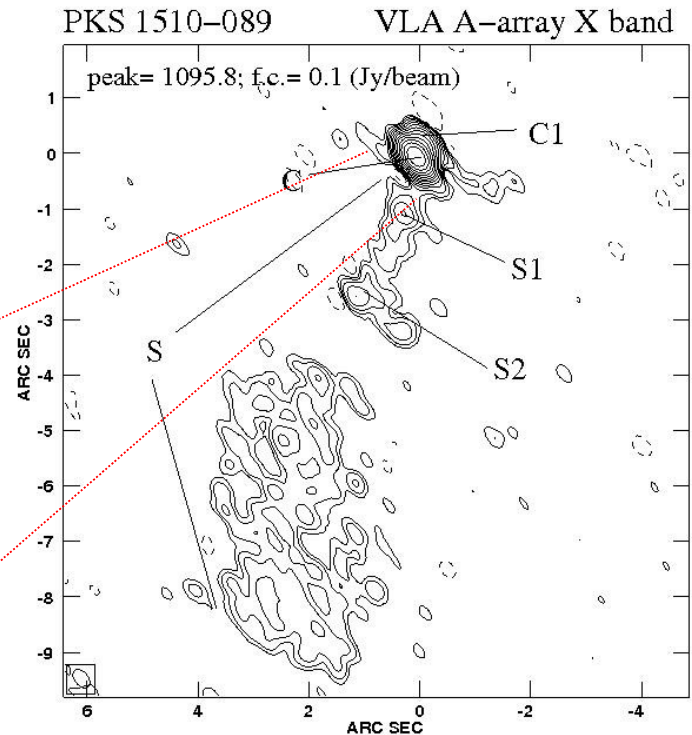 PKS 1510-089 VLA A-array X band
peak= 1095.8; f.c.= 0.1 (Jy/beam)
C1
C
S1
S2
S
ARC SEC
1
0
-1
-2
-3
-4
-5
-6
-7
-8
-9
6 4 2 0 -2 -4
ARC SEC